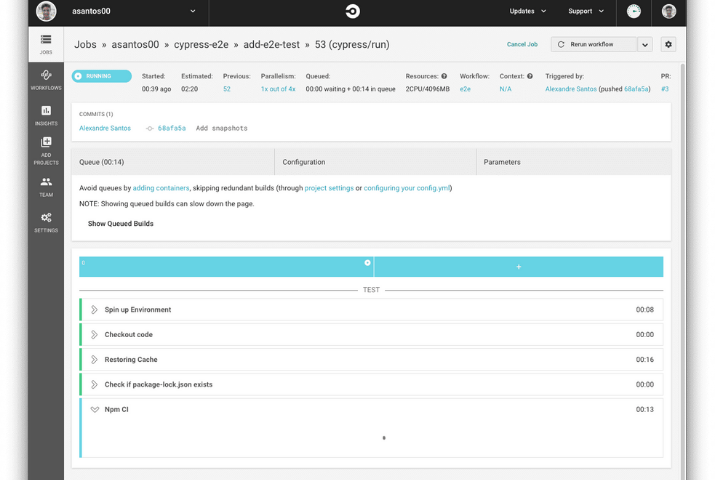 asantos00
Updates
Support
JOBS
WORKFLOWS
INSIGHTS
ADD PROJECTS
TEAM
SETTINGS
Jobs » asantos00 » cypress-e2e » add-e2e-test » 53 (cypress/run)
Cancel Job
Rerun workflow
RUNNING
Started: Estimated: Previous: Parallelism: Queued: Resources: Workflow: Context: Triggered by: PR:
00:39 ago 02:20 52 1x out of 4x 00:00 waiting + 00:14 in queue 2CPU/4096MB e2e N/A Alexandre Santos (pushed 68afa5a) #3
COMMITS (1)
Alexandre Santos 68afa5a Add snapshots
Queue (00:14) Configuration Parameters
Avoid queues by adding containers, skipping redundant builds (through project settings or configuring your config.yml)
NOTE: Showing queued builds can slow down the page.
Show Queued Builds
0 +
TEST
Spin up Environment 00:08
Checkout code 00:00
Restoring Cache 00:16
Check if package-lock.json exists 00:00
Npm CI 00:13